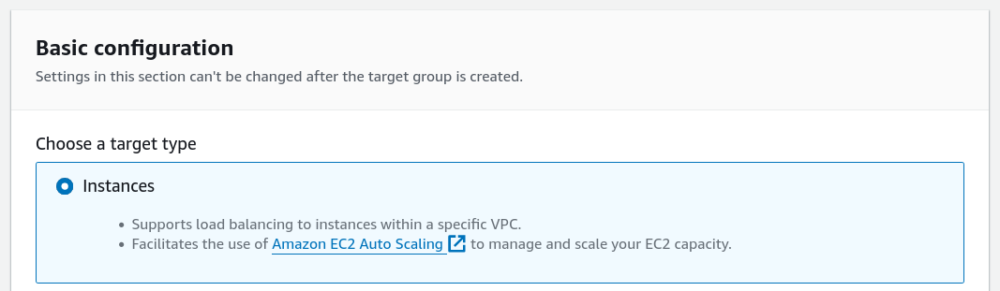 Basic configuration
Settings in this section can't be changed after the target group is created.
Choose a target type
Instances
• Supports load balancing to instances within a specific VPC.
• Facilitates the use of Amazon EC2 Auto Scaling to manage and scale your EC2 capacity.